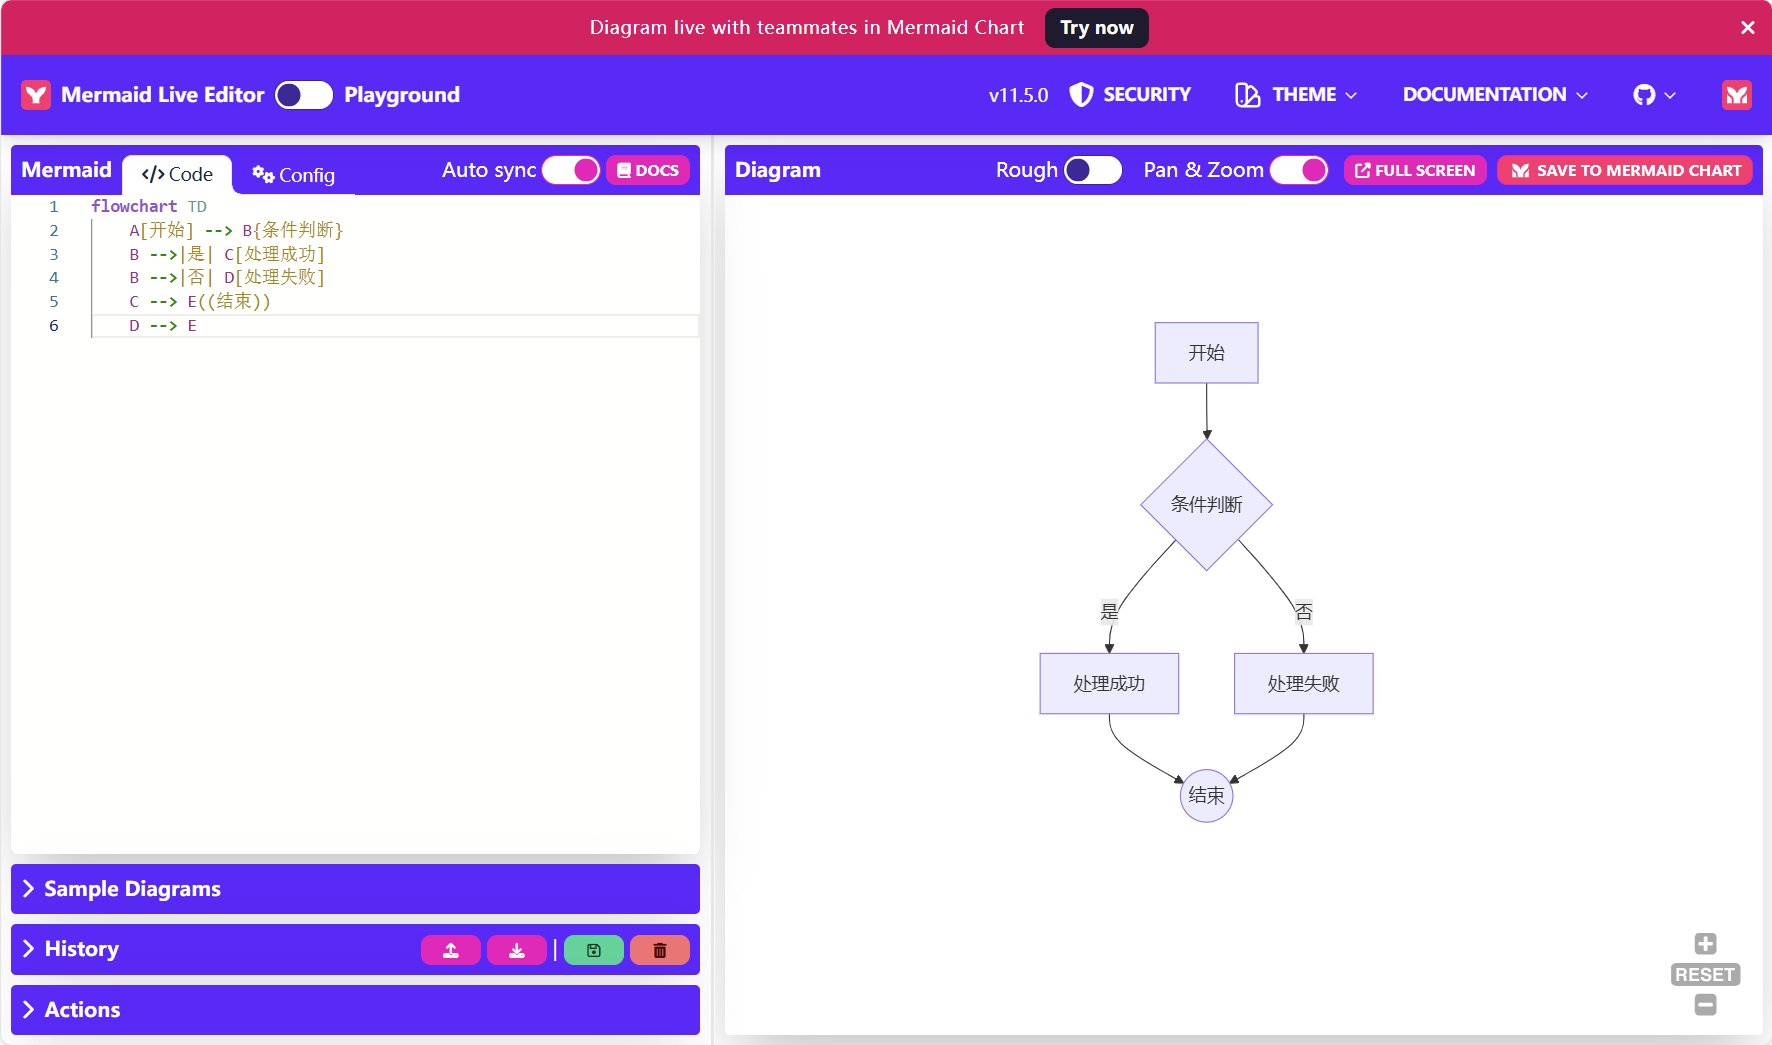 Diagram live with teammates in Mermaid Chart Try now
Mermaid Live Editor Playground v11.5.0 SECURITY THEME DOCUMENTATION
Mermaid Code Config Auto sync DOCS
1 flowchart TD
2 A[开始] --> B{条件判断}
3 B -->|是| C[处理成功]
4 B -->|否| D[处理失败]
5 C --> E((结束))
6 D --> E
Sample Diagrams
History
Actions
Diagram Rough Pan & Zoom FULL SCREEN SAVE TO MERMAID CHART
开始
条件判断
是 否
处理成功 处理失败
结束
RESET